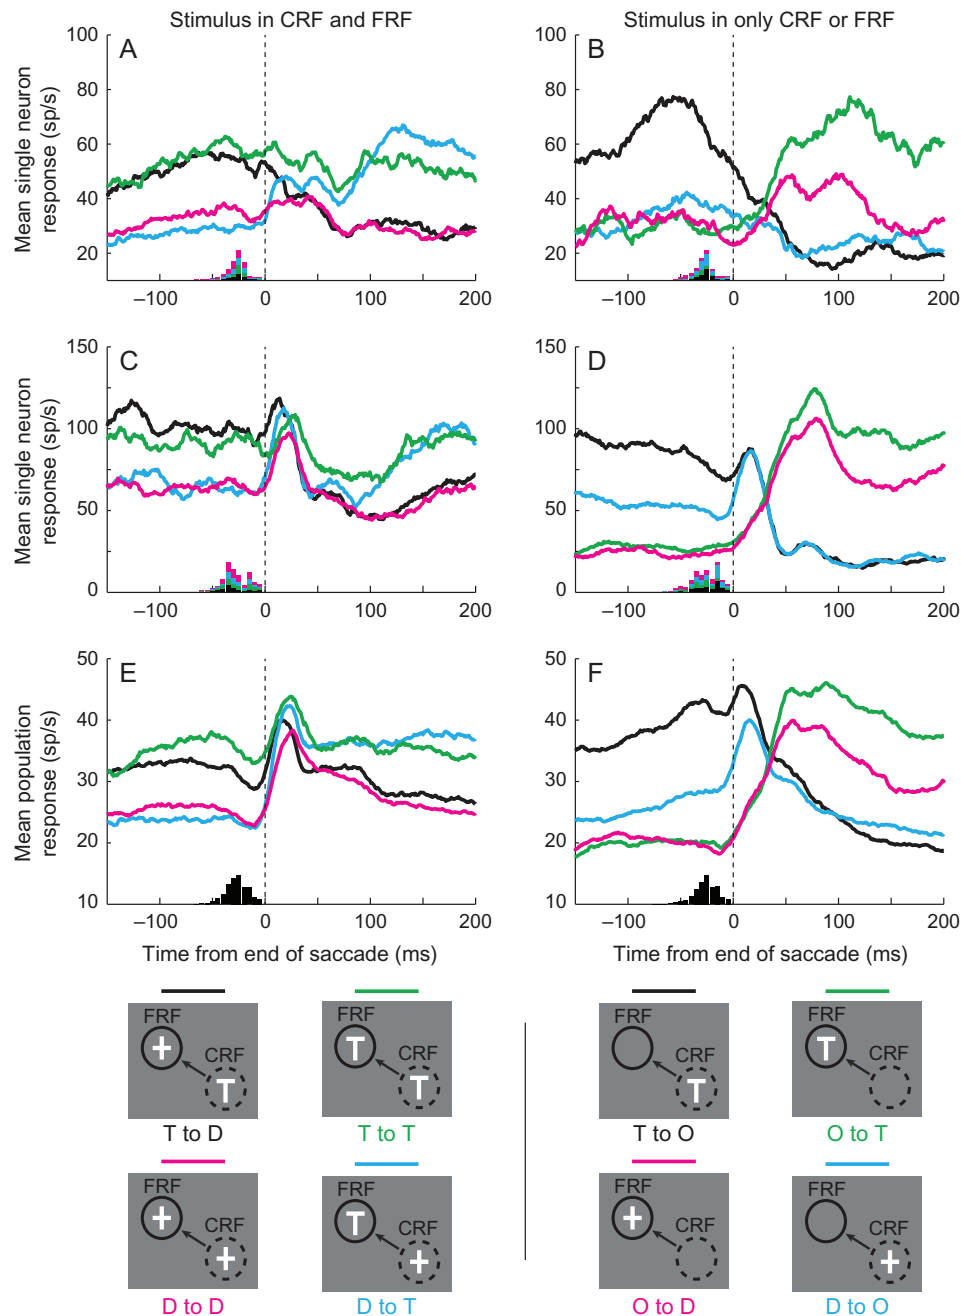 Stimulus in CRF and FRF
Stimulus in only CRF or FRF
A
Mean single neuron
response (sp/s)
100
80
60
40
20
–100
0
100
200
B
100
80
60
40
20
–100
0
100
200
C
Mean single neuron
response (sp/s)
150
100
50
0
–100
0
100
200
D
150
100
50
0
–100
0
100
200
E
Mean population
response (sp/s)
50
40
30
20
10
–100
0
100
200
Time from end of saccade (ms)
F
50
40
30
20
10
–100
0
100
200
Time from end of saccade (ms)
FRF
CRF
T
T to D
FRF
T
CRF
T
T to T
FRF
CRF
T
T to O
FRF
T
CRF
O to T
FRF
CRF
D to D
FRF
T
CRF
D to T
FRF
CRF
O to D
FRF
CRF
D to O